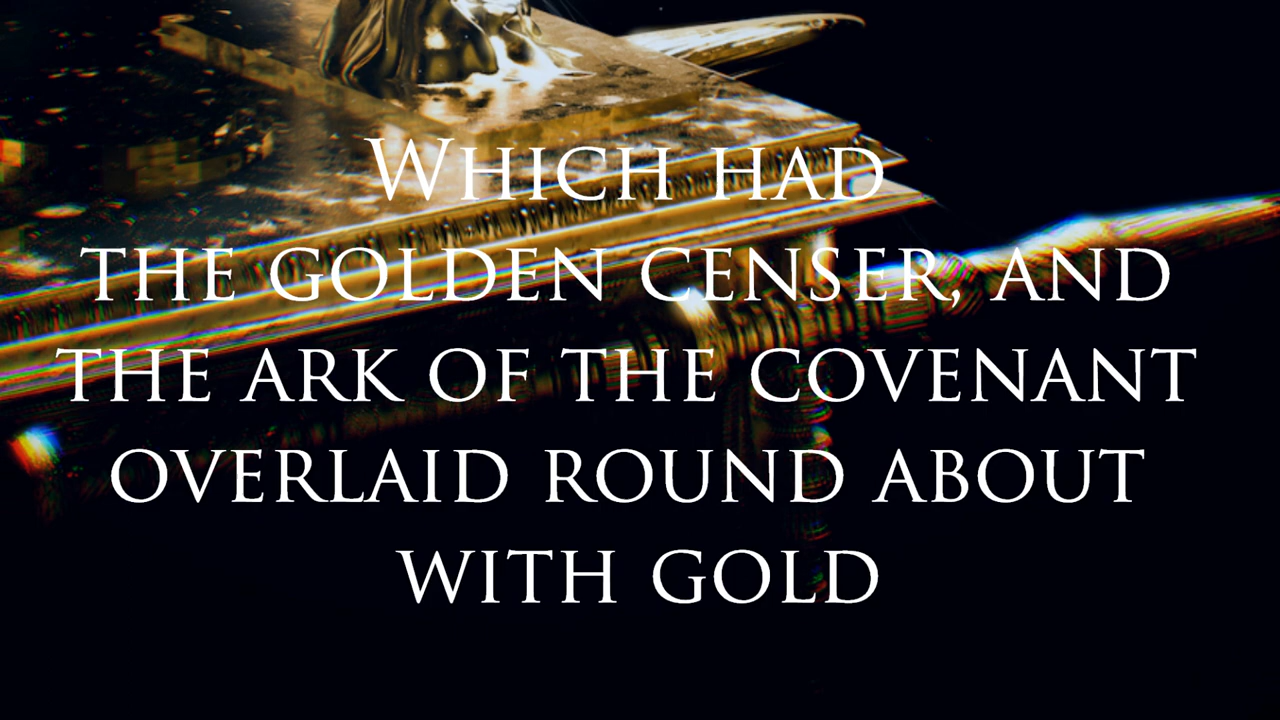 Which had
the golden censer, and
the ark of the covenant
overlaid round about
with gold